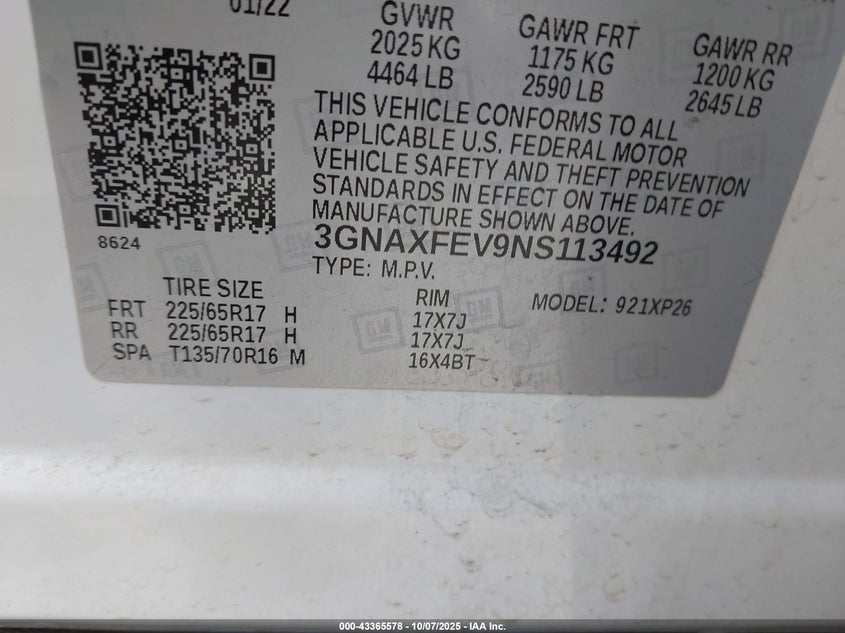 01/22
GVWR GAWR FRT GAWR RR
2025 KG 1175 KG 1200 KG
4464 LB 2590 LB 2645 LB
THIS VEHICLE CONFORMS TO ALL
APPLICABLE U.S. FEDERAL MOTOR
VEHICLE SAFETY AND THEFT PREVENTION
STANDARDS IN EFFECT ON THE DATE OF
MANUFACTURE SHOWN ABOVE.
8624
3GNAXFEV9NS113492
TYPE: M.P.V.
TIRE SIZE RIM MODEL: 921XP26
FRT 225/65R17 H 17X7J
RR 225/65R17 H 17X7J
SPA T135/70R16 M 16X4BT
GM
000-43365578 - 10/07/2025 - IAA Inc.